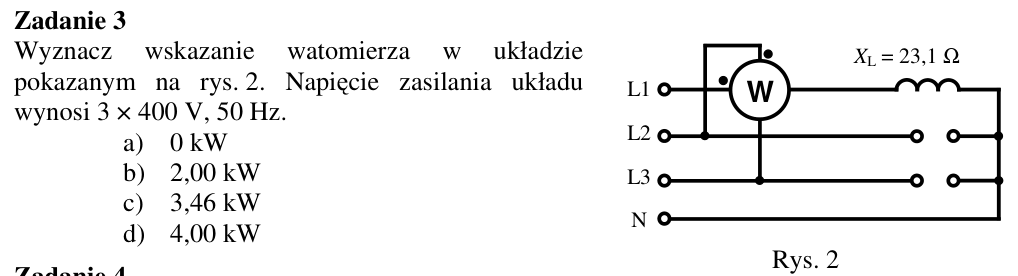 Zadanie 3
Wyznacz wskazanie watomierza w układzie
pokazanym na rys. 2. Napięcie zasilania układu
wynosi 3 × 400 V, 50 Hz.
a) 0 kW
b) 2,00 kW
c) 3,46 kW
d) 4,00 kW
Zadanie 4
X_L = 23,1 Ω
L1
W
L2
L3
N
Rys. 2